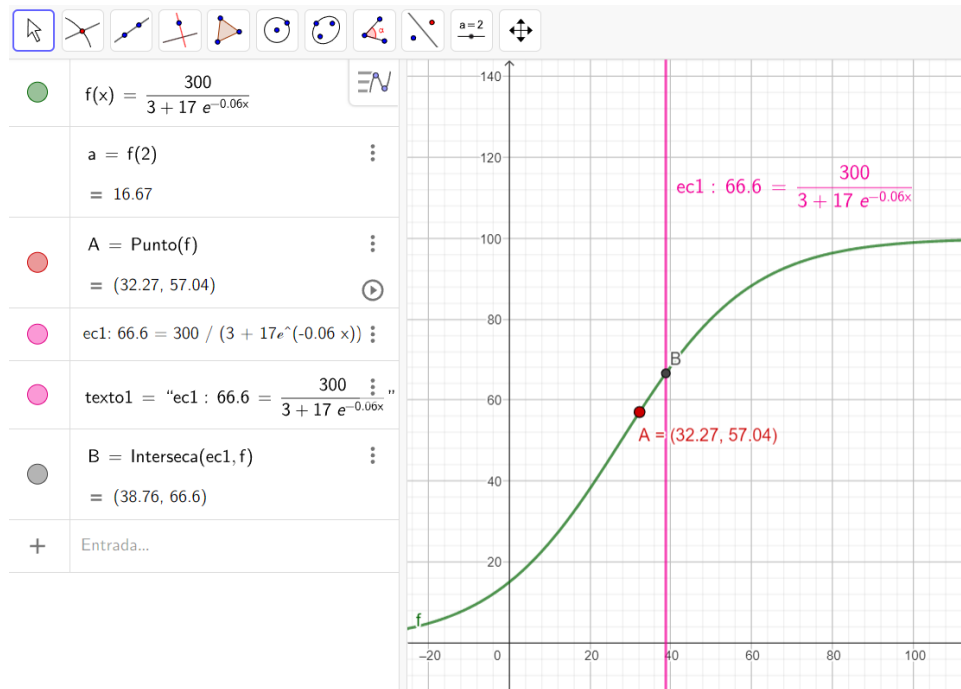 a=2
f(x) = 300 / (3 + 17 e^(-0.06x))
a = f(2)
= 16.67
A = Punto(f)
= (32.27, 57.04)
ec1: 66.6 = 300 / (3 + 17e^(-0.06 x))
texto1 = “ec1 : 66.6 = 300 / (3 + 17 e^(-0.06x)) ”
B = Interseca(ec1, f)
= (38.76, 66.6)
+ Entrada...
140
120
ec1 : 66.6 = 300 / (3 + 17 e^(-0.06x))
100
80
B
60
A = (32.27, 57.04)
40
20
f
–20 0 20 40 60 80 100